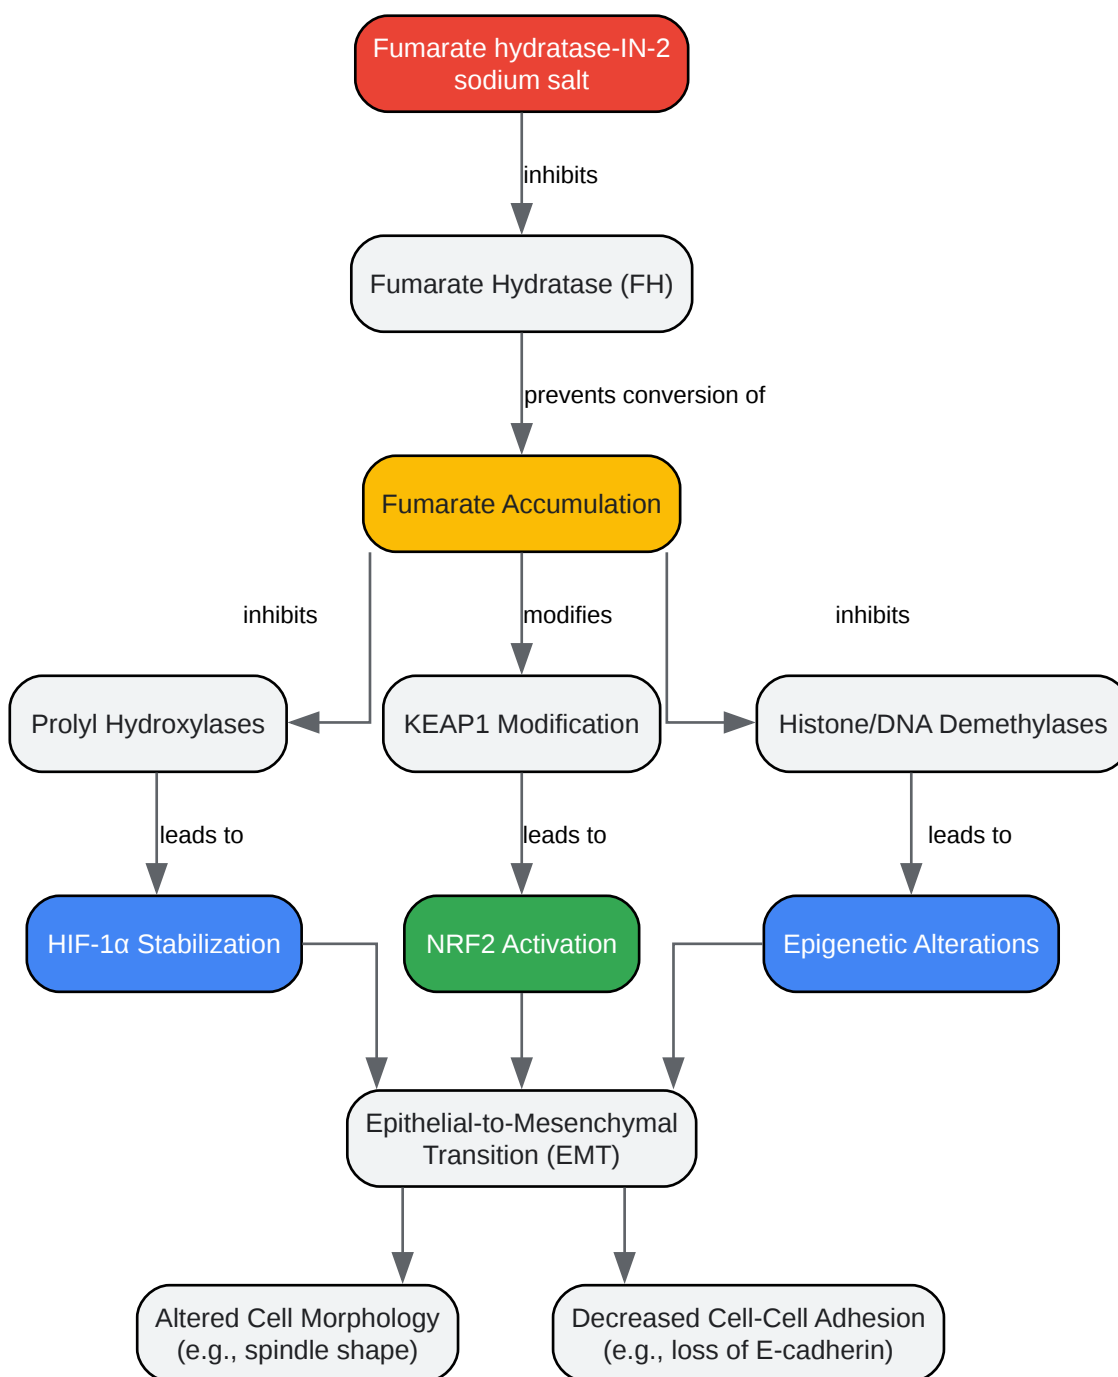 Fumarate hydratase-IN-2
sodium salt
inhibits
Fumarate Hydratase (FH)
prevents conversion of
Fumarate Accumulation
inhibits
modifies
inhibits
Prolyl Hydroxylases
KEAP1 Modification
Histone/DNA Demethylases
leads to
leads to
leads to
HIF-1α Stabilization
NRF2 Activation
Epigenetic Alterations
Epithelial-to-Mesenchymal
Transition (EMT)
Altered Cell Morphology
(e.g., spindle shape)
Decreased Cell-Cell Adhesion
(e.g., loss of E-cadherin)